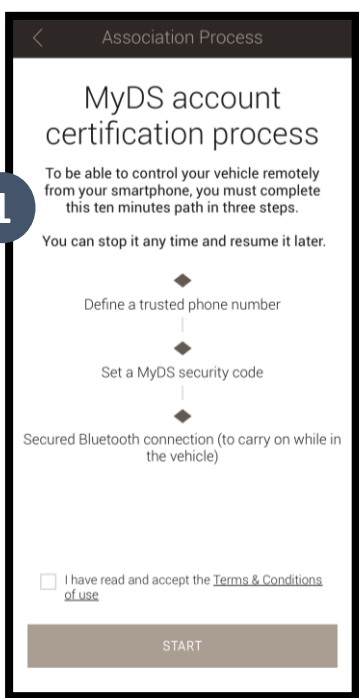 Association Process
MyDS account
certification process
To be able to control your vehicle remotely
from your smartphone, you must complete
this ten minutes path in three steps.
1
You can stop it any time and resume it later.
Define a trusted phone number
Set a MyDS security code
Secured Bluetooth connection (to carry on while in
the vehicle)
I have read and accept the Terms & Conditions
of use
START